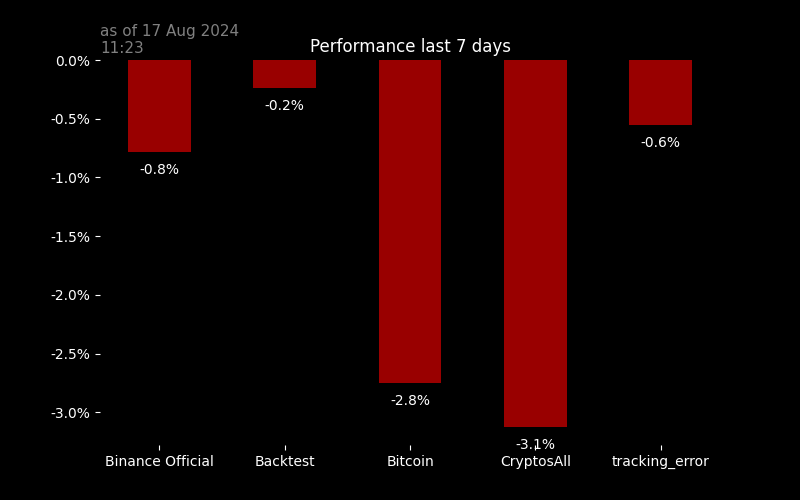 as of 17 Aug 2024
11:23
Performance last 7 days
0.0%
-0.5%
-1.0%
-1.5%
-2.0%
-2.5%
-3.0%
-0.8%
-0.2%
-2.8%
-3.1%
-0.6%
Binance Official
Backtest
Bitcoin
CryptosAll
tracking_error